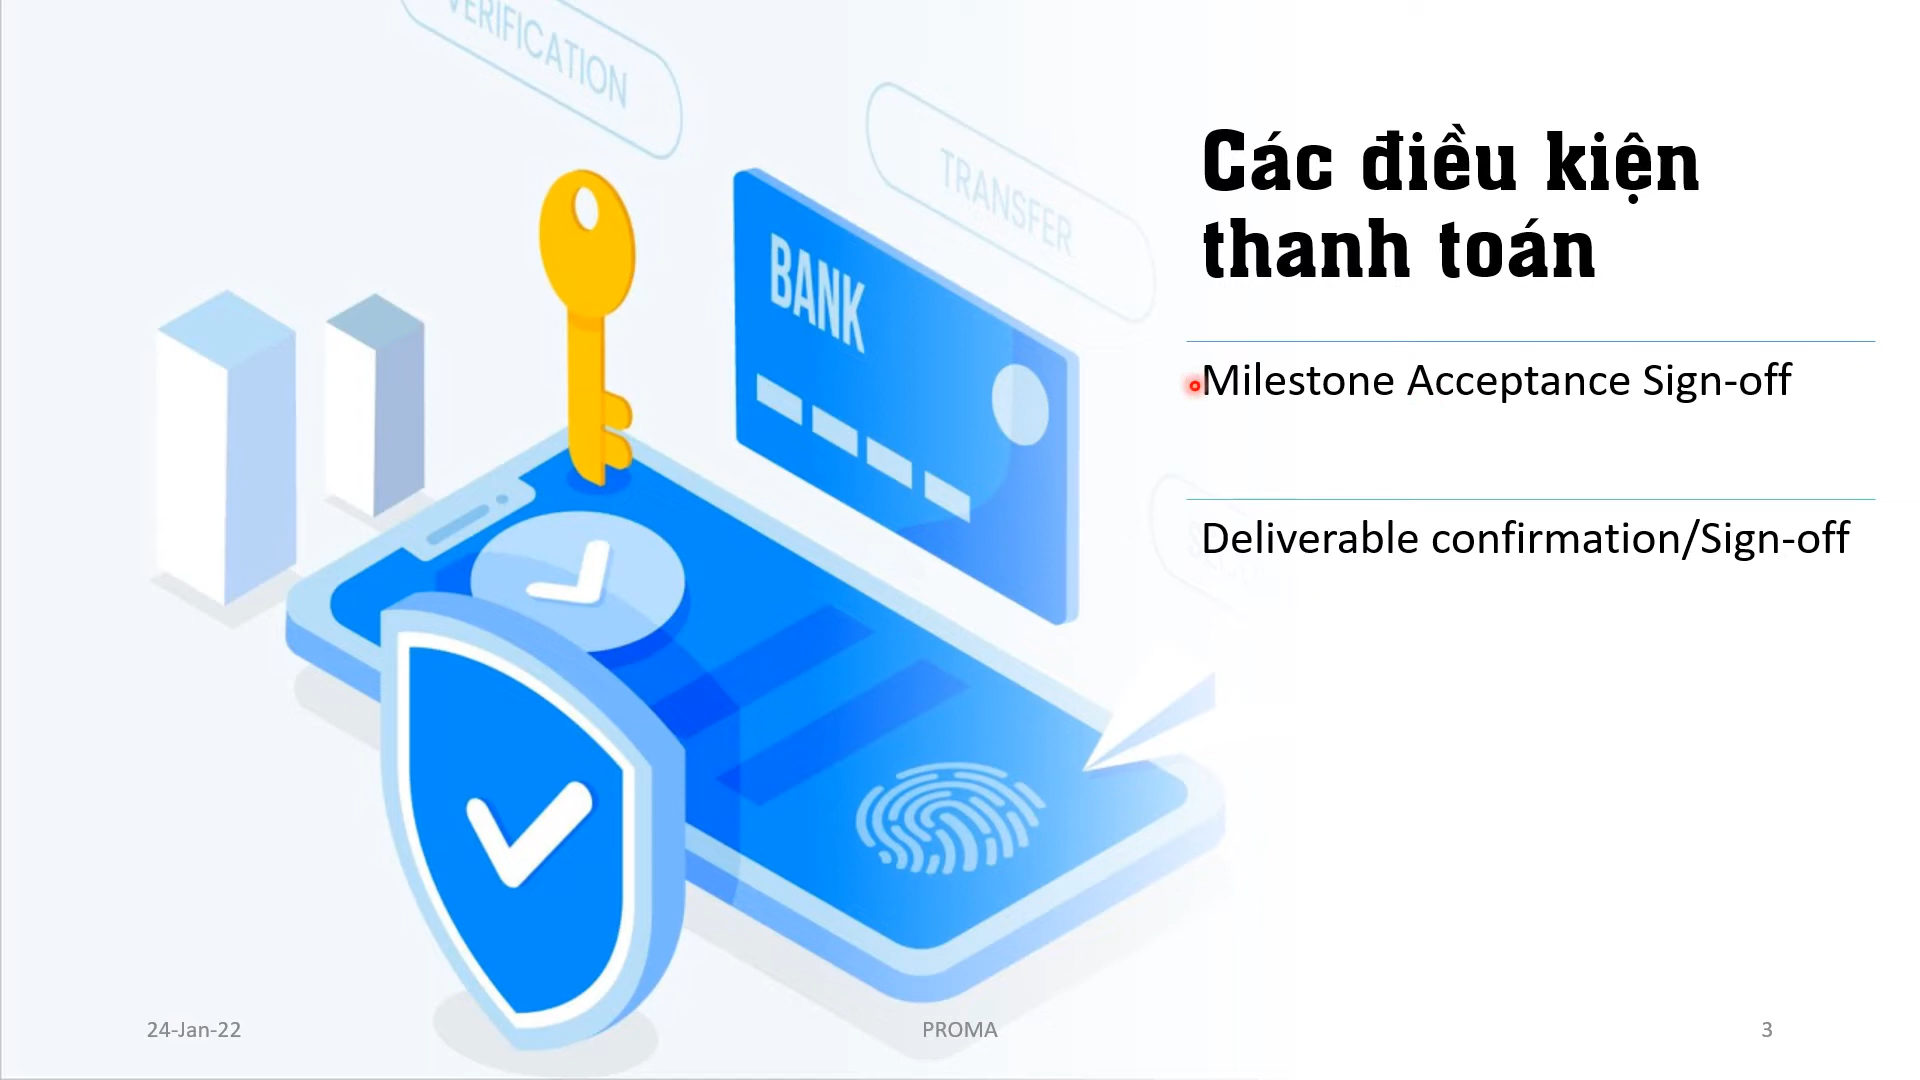 VERIFICATION
TRANSFER
BANK
Các điều kiện
thanh toán
Milestone Acceptance Sign-off
Deliverable confirmation/Sign-off
24-Jan-22
PROMA
3